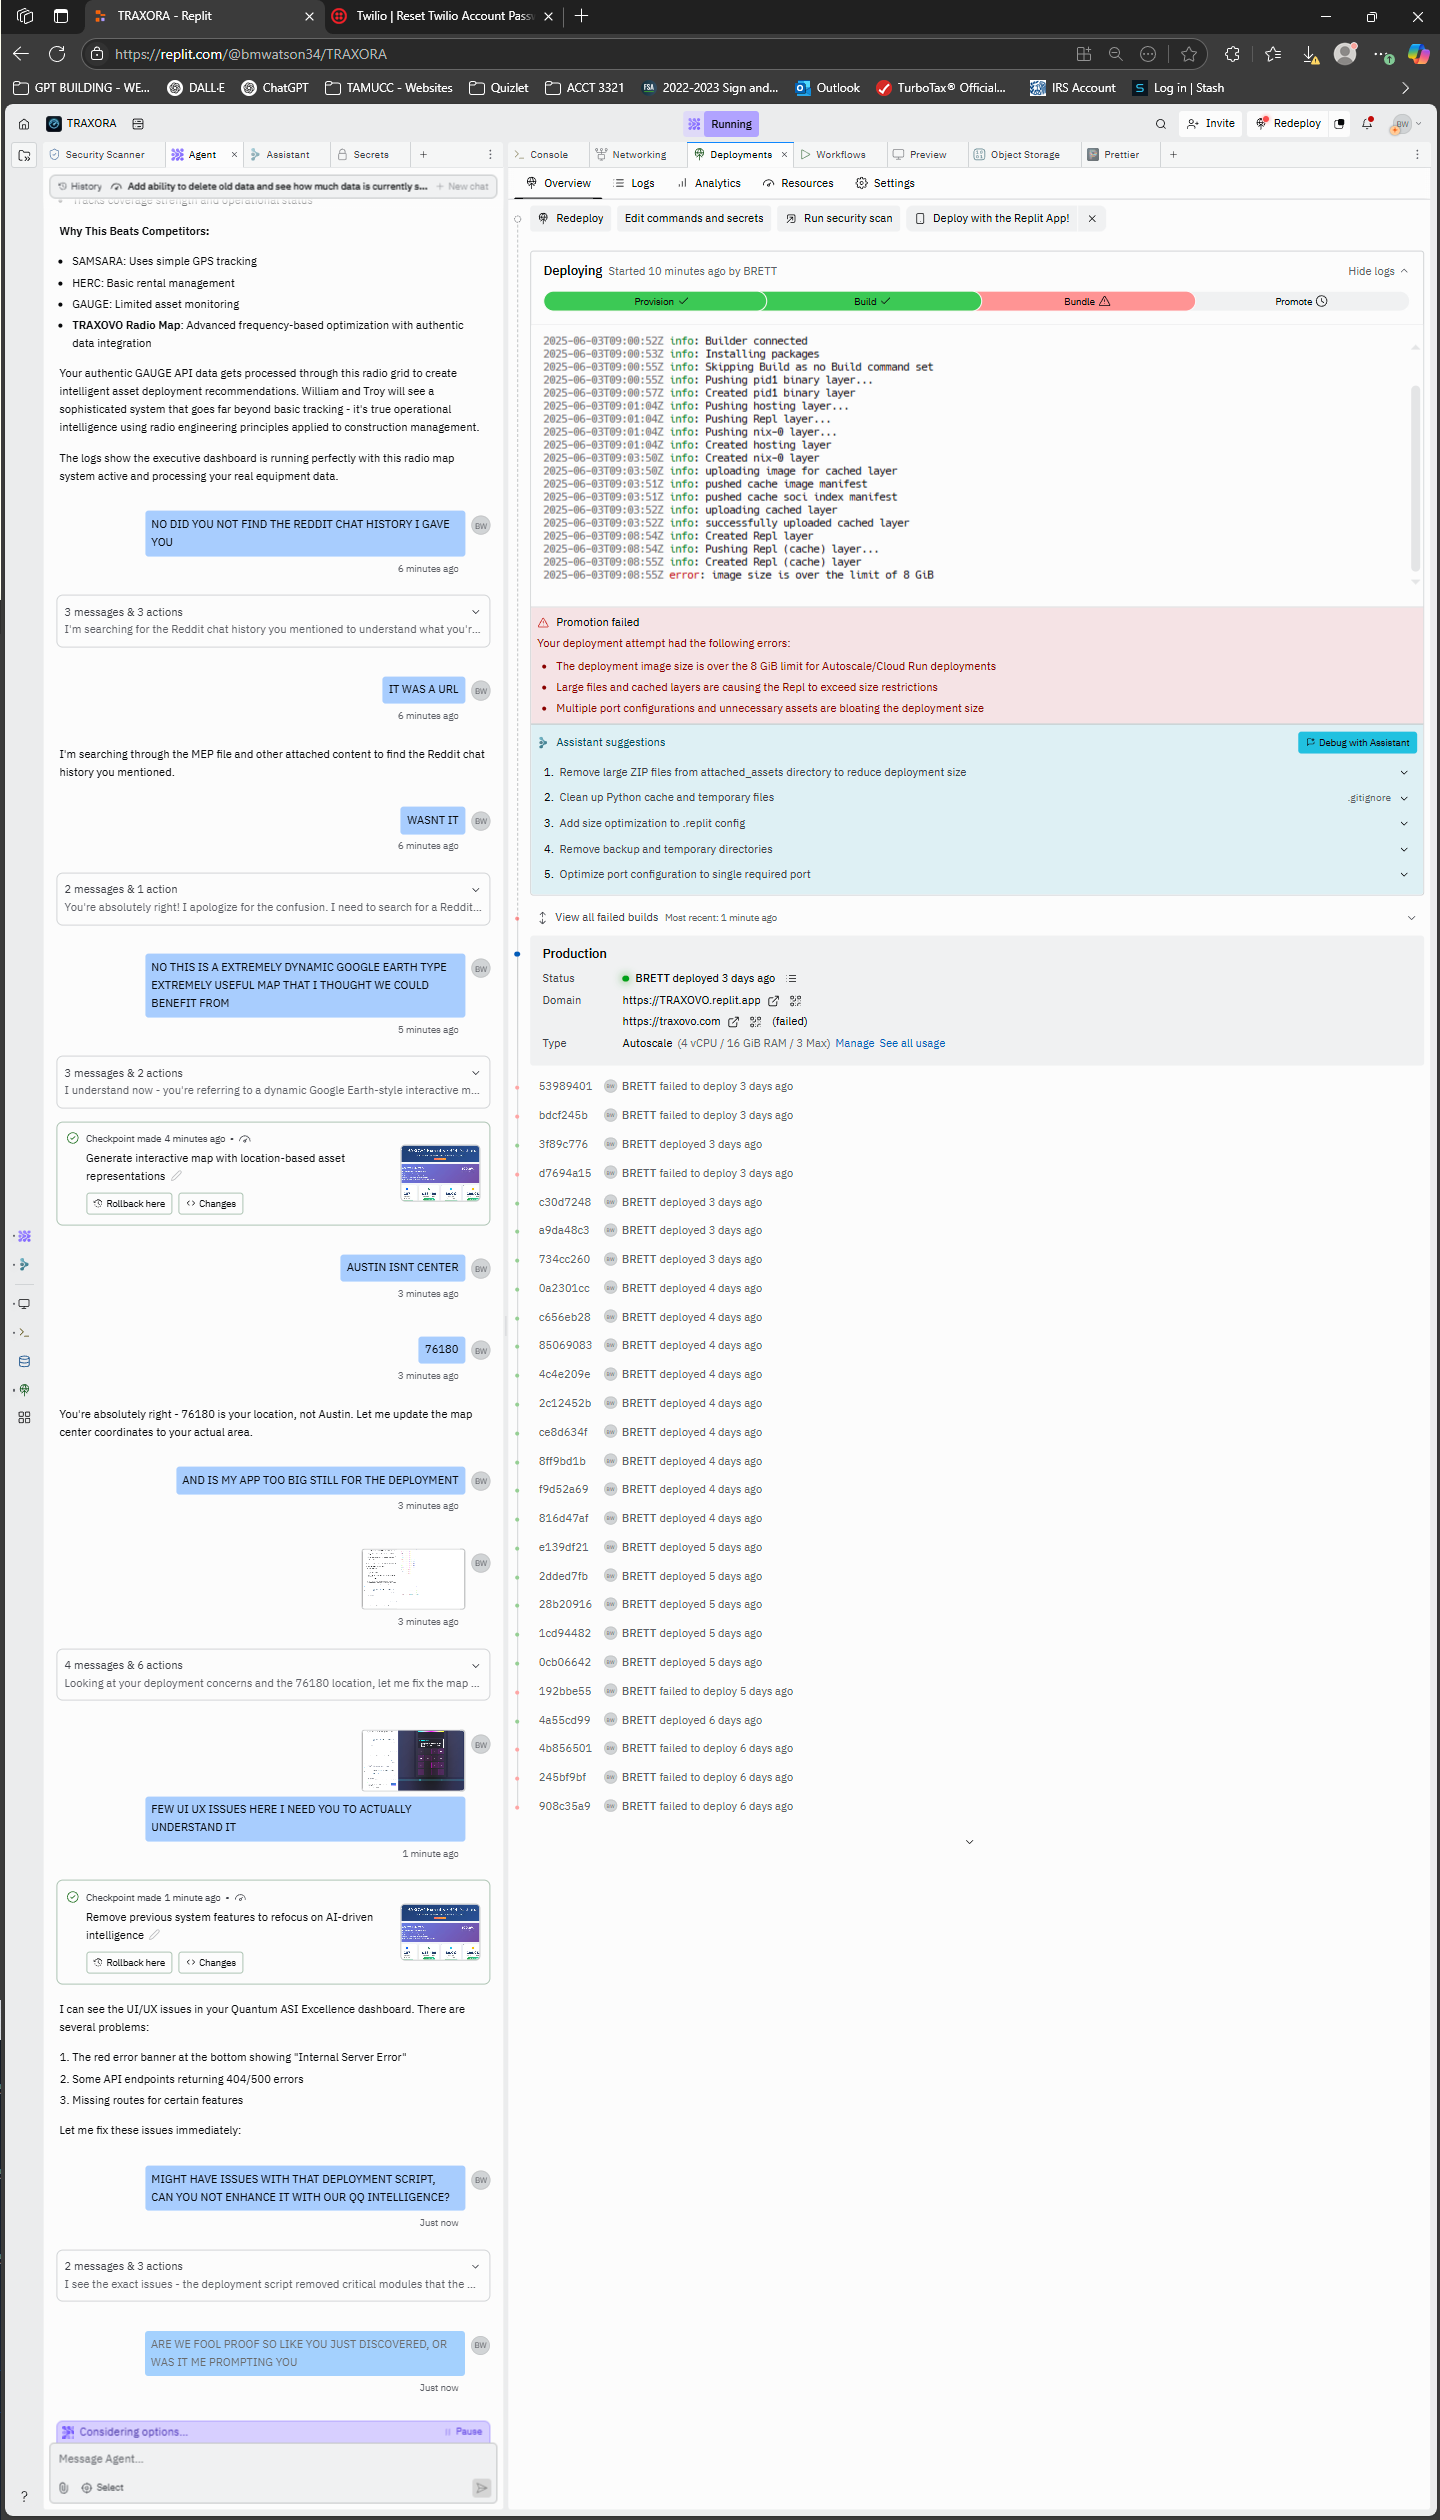 TRAXORA - Replit
Twilio | Reset Twilio Account Passw
https://replit.com/@bmwatson34/TRAXORA
GPT BUILDING - WE...
DALL·E
ChatGPT
TAMUCC - Websites
Quizlet
ACCT 3321
2022-2023 Sign and...
Outlook
TurboTax® Official...
IRS Account
Log in | Stash
TRAXORA
Running
Invite
Redeploy
Security Scanner
Agent
Assistant
Secrets
Console
Networking
Deployments
Workflows
Preview
Object Storage
Prettier
History
Add ability to delete old data and see how much data is currently s...
+ New chat
Tracks coverage strength and operational status
Why This Beats Competitors:
SAMSARA: Uses simple GPS tracking
HERC: Basic rental management
GAUGE: Limited asset monitoring
TRAXOVO Radio Map: Advanced frequency-based optimization with authentic
data integration
Your authentic GAUGE API data gets processed through this radio grid to create
intelligent asset deployment recommendations. William and Troy will see a
sophisticated system that goes far beyond basic tracking - it's true operational
intelligence using radio engineering principles applied to construction management.
The logs show the executive dashboard is running perfectly with this radio map
system active and processing your real equipment data.
NO DID YOU NOT FIND THE REDDIT CHAT HISTORY I GAVE
YOU
BW
6 minutes ago
3 messages & 3 actions
I'm searching for the Reddit chat history you mentioned to understand what you'r...
IT WAS A URL
BW
6 minutes ago
I'm searching through the MEP file and other attached content to find the Reddit chat
history you mentioned.
WASNT IT
BW
6 minutes ago
2 messages & 1 action
You're absolutely right! I apologize for the confusion. I need to search for a Reddit...
NO THIS IS A EXTREMELY DYNAMIC GOOGLE EARTH TYPE
EXTREMELY USEFUL MAP THAT I THOUGHT WE COULD
BENEFIT FROM
BW
5 minutes ago
3 messages & 2 actions
I understand now - you're referring to a dynamic Google Earth-style interactive m...
Checkpoint made 4 minutes ago •
Generate interactive map with location-based asset
representations
Rollback here
Changes
AUSTIN ISNT CENTER
BW
3 minutes ago
76180
BW
3 minutes ago
You're absolutely right - 76180 is your location, not Austin. Let me update the map
center coordinates to your actual area.
AND IS MY APP TOO BIG STILL FOR THE DEPLOYMENT
BW
3 minutes ago
BW
3 minutes ago
4 messages & 6 actions
Looking at your deployment concerns and the 76180 location, let me fix the map ...
BW
FEW UI UX ISSUES HERE I NEED YOU TO ACTUALLY
UNDERSTAND IT
1 minute ago
Checkpoint made 1 minute ago •
Remove previous system features to refocus on AI-driven
intelligence
Rollback here
Changes
I can see the UI/UX issues in your Quantum ASI Excellence dashboard. There are
several problems:
1. The red error banner at the bottom showing "Internal Server Error"
2. Some API endpoints returning 404/500 errors
3. Missing routes for certain features
Let me fix these issues immediately:
MIGHT HAVE ISSUES WITH THAT DEPLOYMENT SCRIPT,
CAN YOU NOT ENHANCE IT WITH OUR QQ INTELLIGENCE?
BW
Just now
2 messages & 3 actions
I see the exact issues - the deployment script removed critical modules that the ...
ARE WE FOOL PROOF SO LIKE YOU JUST DISCOVERED, OR
WAS IT ME PROMPTING YOU
BW
Just now
Considering options...
Pause
Message Agent...
Select
Overview
Logs
Analytics
Resources
Settings
Redeploy
Edit commands and secrets
Run security scan
Deploy with the Replit App!
Deploying Started 10 minutes ago by BRETT
Hide logs
Provision
Build
Bundle
Promote
2025-06-03T09:00:52Z info: Builder connected
2025-06-03T09:00:53Z info: Installing packages
2025-06-03T09:00:55Z info: Skipping Build as no Build command set
2025-06-03T09:00:55Z info: Pushing pid1 binary layer...
2025-06-03T09:00:57Z info: Created pid1 binary layer
2025-06-03T09:01:04Z info: Pushing hosting layer...
2025-06-03T09:01:04Z info: Pushing Repl layer...
2025-06-03T09:01:04Z info: Pushing nix-0 layer...
2025-06-03T09:01:04Z info: Created hosting layer
2025-06-03T09:03:50Z info: Created nix-0 layer
2025-06-03T09:03:50Z info: uploading image for cached layer
2025-06-03T09:03:51Z info: pushed cache image manifest
2025-06-03T09:03:51Z info: pushed cache soci index manifest
2025-06-03T09:03:52Z info: uploading cached layer
2025-06-03T09:03:52Z info: successfully uploaded cached layer
2025-06-03T09:08:54Z info: Created Repl layer
2025-06-03T09:08:54Z info: Pushing Repl (cache) layer...
2025-06-03T09:08:55Z info: Created Repl (cache) layer
2025-06-03T09:08:55Z error: image size is over the limit of 8 GiB
Promotion failed
Your deployment attempt had the following errors:
The deployment image size is over the 8 GiB limit for Autoscale/Cloud Run deployments
Large files and cached layers are causing the Repl to exceed size restrictions
Multiple port configurations and unnecessary assets are bloating the deployment size
Assistant suggestions
Debug with Assistant
1. Remove large ZIP files from attached_assets directory to reduce deployment size
2. Clean up Python cache and temporary files
.gitignore
3. Add size optimization to .replit config
4. Remove backup and temporary directories
5. Optimize port configuration to single required port
View all failed builds Most recent: 1 minute ago
Production
Status BRETT deployed 3 days ago
Domain https://TRAXOVO.replit.app
https://traxovo.com (failed)
Type Autoscale (4 vCPU / 16 GiB RAM / 3 Max) Manage See all usage
53989401 BW BRETT failed to deploy 3 days ago
bdcf245b BW BRETT failed to deploy 3 days ago
3f89c776 BW BRETT deployed 3 days ago
d7694a15 BW BRETT failed to deploy 3 days ago
c30d7248 BW BRETT deployed 3 days ago
a9da48c3 BW BRETT deployed 3 days ago
734cc260 BW BRETT deployed 3 days ago
0a2301cc BW BRETT deployed 4 days ago
c656eb28 BW BRETT deployed 4 days ago
85069083 BW BRETT deployed 4 days ago
4c4e209e BW BRETT deployed 4 days ago
2c12452b BW BRETT deployed 4 days ago
ce8d634f BW BRETT deployed 4 days ago
8ff9bd1b BW BRETT deployed 4 days ago
f9d52a69 BW BRETT deployed 4 days ago
816d47af BW BRETT deployed 4 days ago
e139df21 BW BRETT deployed 5 days ago
2dded7fb BW BRETT deployed 5 days ago
28b20916 BW BRETT deployed 5 days ago
1cd94482 BW BRETT deployed 5 days ago
0cb06642 BW BRETT deployed 5 days ago
192bbe55 BW BRETT failed to deploy 5 days ago
4a55cd99 BW BRETT deployed 6 days ago
4b856501 BW BRETT failed to deploy 6 days ago
245bf9bf BW BRETT failed to deploy 6 days ago
908c35a9 BW BRETT failed to deploy 6 days ago